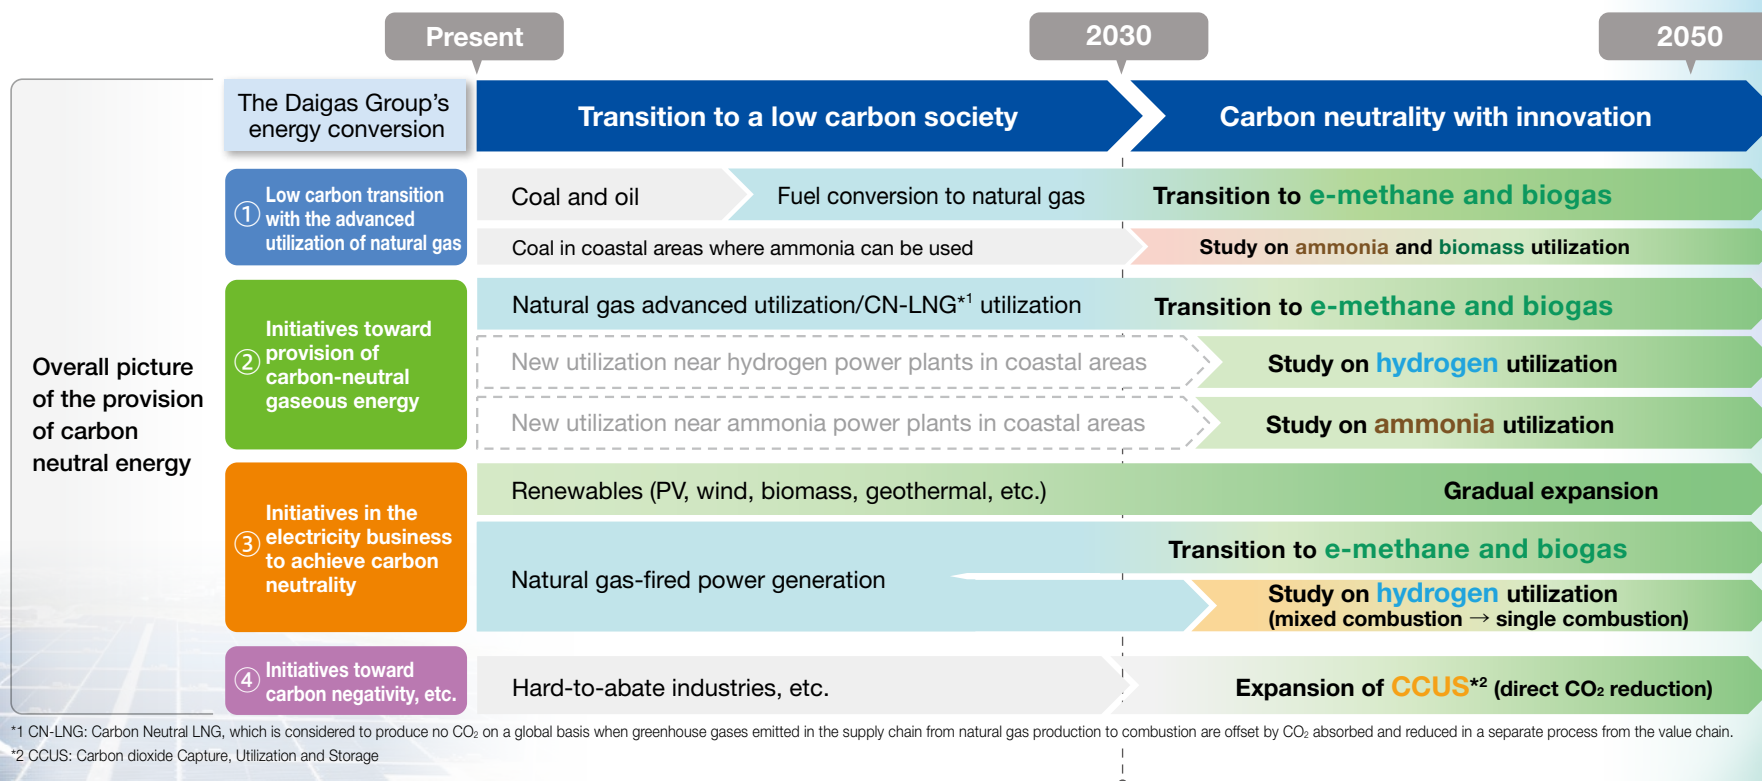 Present
2030
2050
The Daigas Group's
energy conversion
Transition to a low carbon society
Carbon neutrality with innovation
Overall picture
of the provision
of carbon
neutral energy
① Low carbon transition
with the advanced
utilization of natural gas
Coal and oil
Fuel conversion to natural gas
Transition to e-methane and biogas
Coal in coastal areas where ammonia can be used
Study on ammonia and biomass utilization
② Initiatives toward
provision of
carbon-neutral
gaseous energy
Natural gas advanced utilization/CN-LNG*1 utilization
Transition to e-methane and biogas
New utilization near hydrogen power plants in coastal areas
Study on hydrogen utilization
New utilization near ammonia power plants in coastal areas
Study on ammonia utilization
③ Initiatives in the
electricity business
to achieve carbon
neutrality
Renewables (PV, wind, biomass, geothermal, etc.)
Gradual expansion
Natural gas-fired power generation
Transition to e-methane and biogas
Study on hydrogen utilization
(mixed combustion → single combustion)
④ Initiatives toward
carbon negativity, etc.
Hard-to-abate industries, etc.
Expansion of CCUS*2 (direct CO2 reduction)
*1 CN-LNG: Carbon Neutral LNG, which is considered to produce no CO2 on a global basis when greenhouse gases emitted in the supply chain from natural gas production to combustion are offset by CO2 absorbed and reduced in a separate process from the value chain.
*2 CCUS: Carbon dioxide Capture, Utilization and Storage